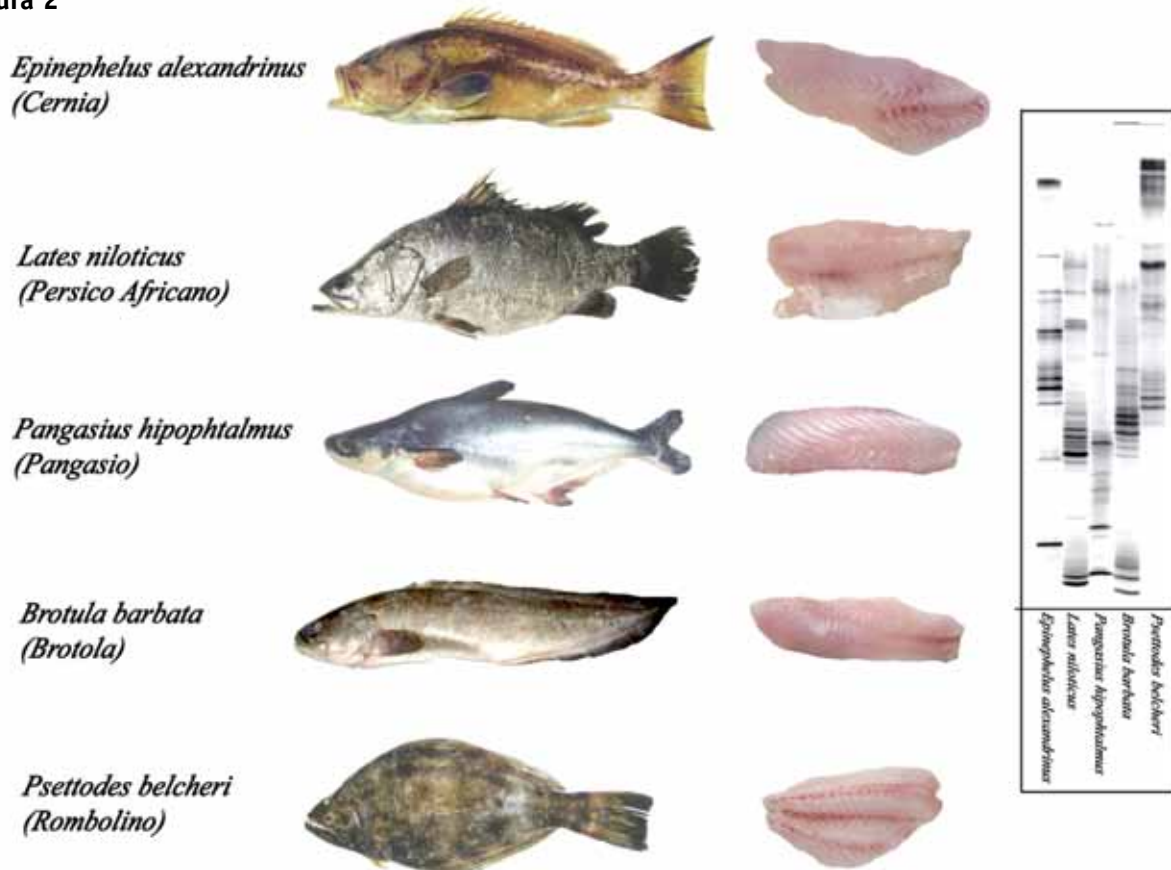 ura 2
Epinephelus alexandrinus
(Cernia)
Lates niloticus
(Persico Africano)
Pangasius hipophtalmus
(Pangasio)
Brotula barbata
(Brotola)
Psettodes belcheri
(Rombolino)
Epinephelus alexandrinus
Lates niloticus
Pangasius hipophtalmus
Brotula barbata
Psettodes belcheri